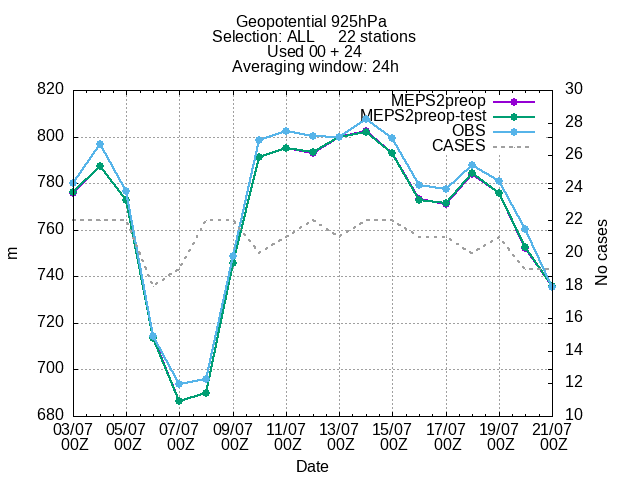 Geopotential 925hPa
Selection: ALL 22 stations
Used 00 + 24
Averaging window: 24h
MEPS2preop
MEPS2preop-test
OBS
CASES
820
800
780
760
740
720
700
680
m
30
28
26
24
22
20
18
16
14
12
10
No cases
03/07 05/07 07/07 09/07 11/07 13/07 15/07 17/07 19/07 21/07
00Z 00Z 00Z 00Z 00Z 00Z 00Z 00Z 00Z 00Z
Date